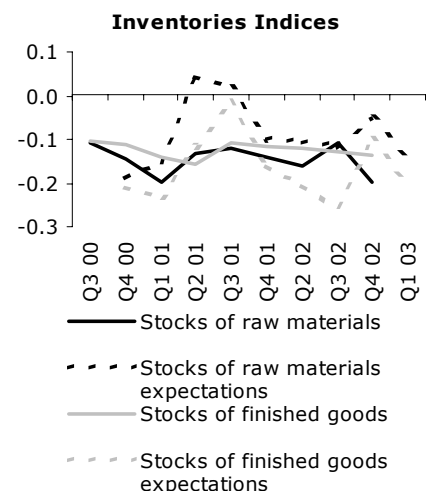 Inventories Indices
0.1
0.0
-0.1
-0.2
-0.3
Q3 00
Q4 00
Q1 01
Q2 01
Q3 01
Q4 01
Q1 02
Q2 02
Q3 02
Q4 02
Q1 03
Stocks of raw materials
Stocks of raw materials
expectations
Stocks of finished goods
Stocks of finished goods
expectations